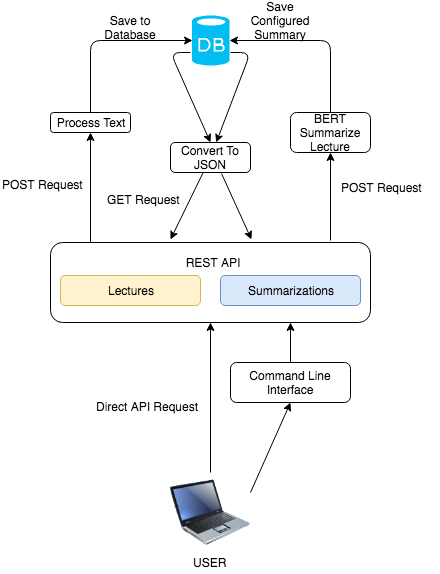 Save to
Database
DB
Save
Configured
Summary
Process Text
Convert To
JSON
BERT
Summarize
Lecture
POST Request
GET Request
POST Request
REST API
Lectures
Summarizations
Command Line
Interface
Direct API Request
USER